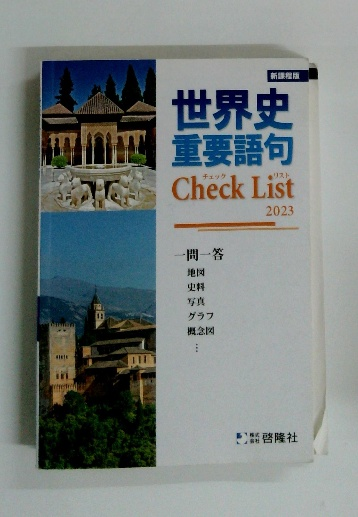 新課程版
世界史
重要語句
チェック リスト
Check List
2023
一問一答
地図
史料
写真
グラフ
概念図
⋮
株式会社 啓隆社